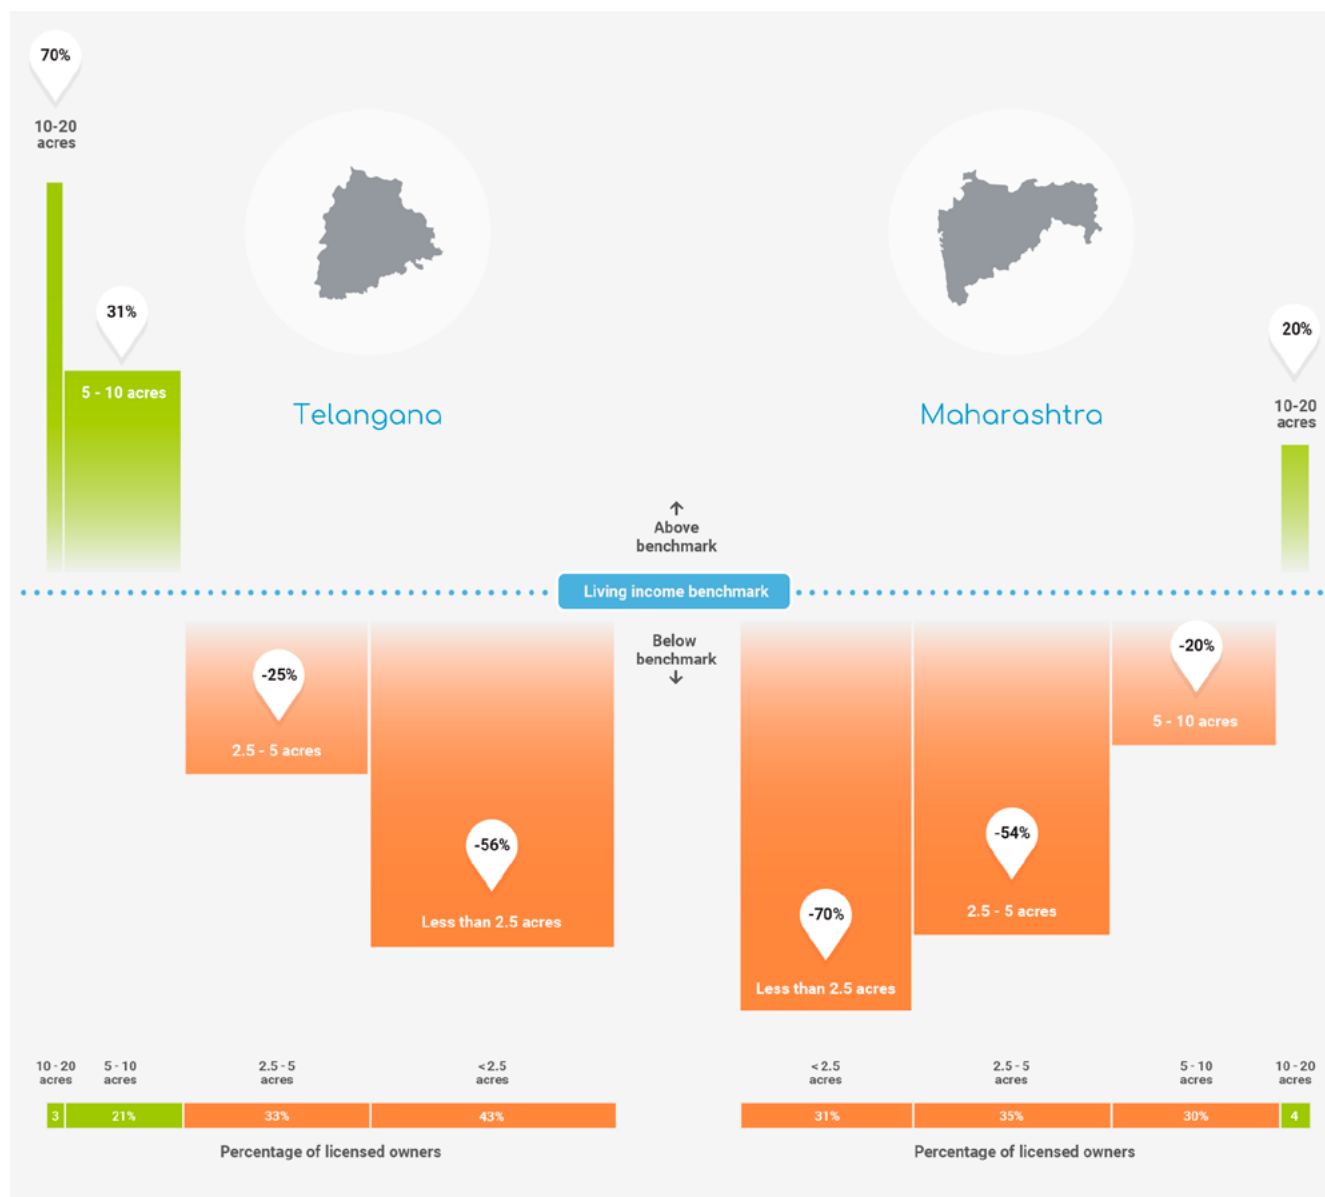 70%
10-20
acres
31%
5 - 10 acres
Telangana
Maharashtra
20%
10-20
acres
Above
benchmark
Living income benchmark
Below
benchmark
-25%
2.5 - 5 acres
-56%
Less than 2.5 acres
-70%
Less than 2.5 acres
-54%
2.5 - 5 acres
-20%
5 - 10 acres
10 - 20
acres
5 - 10
acres
2.5 - 5
acres
<2.5
acres
3
21%
33%
43%
Percentage of licensed owners
<2.5
acres
2.5 - 5
acres
5 - 10
acres
10 - 20
acres
31%
35%
30%
4
Percentage of licensed owners